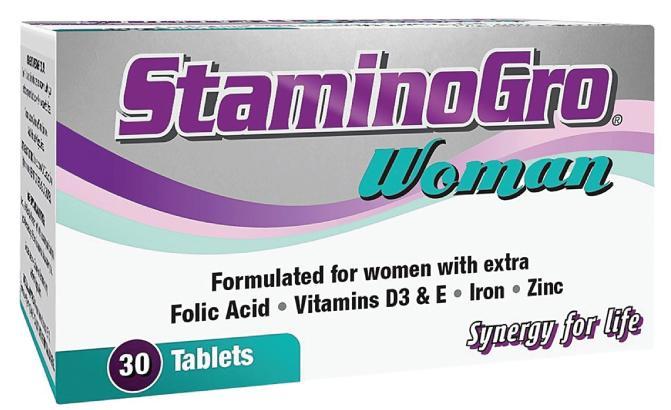 StaminoGro®
Woman
Formulated for women with extra
Folic Acid • Vitamins D3 & E • Iron • Zinc
Synergy for life
30 Tablets